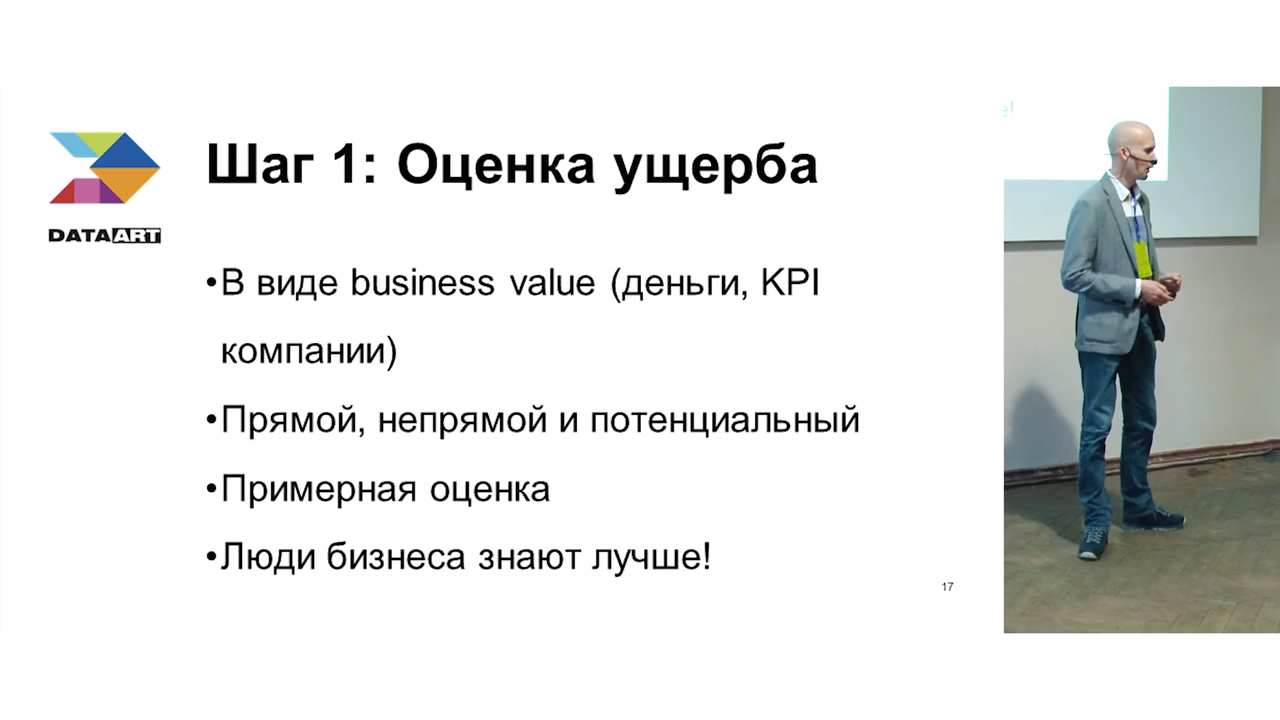 DATAART
Шаг 1: Оценка ущерба
•В виде business value (деньги, KPI
компании)
•Прямой, непрямой и потенциальный
•Примерная оценка
•Люди бизнеса знают лучше!
17
e!